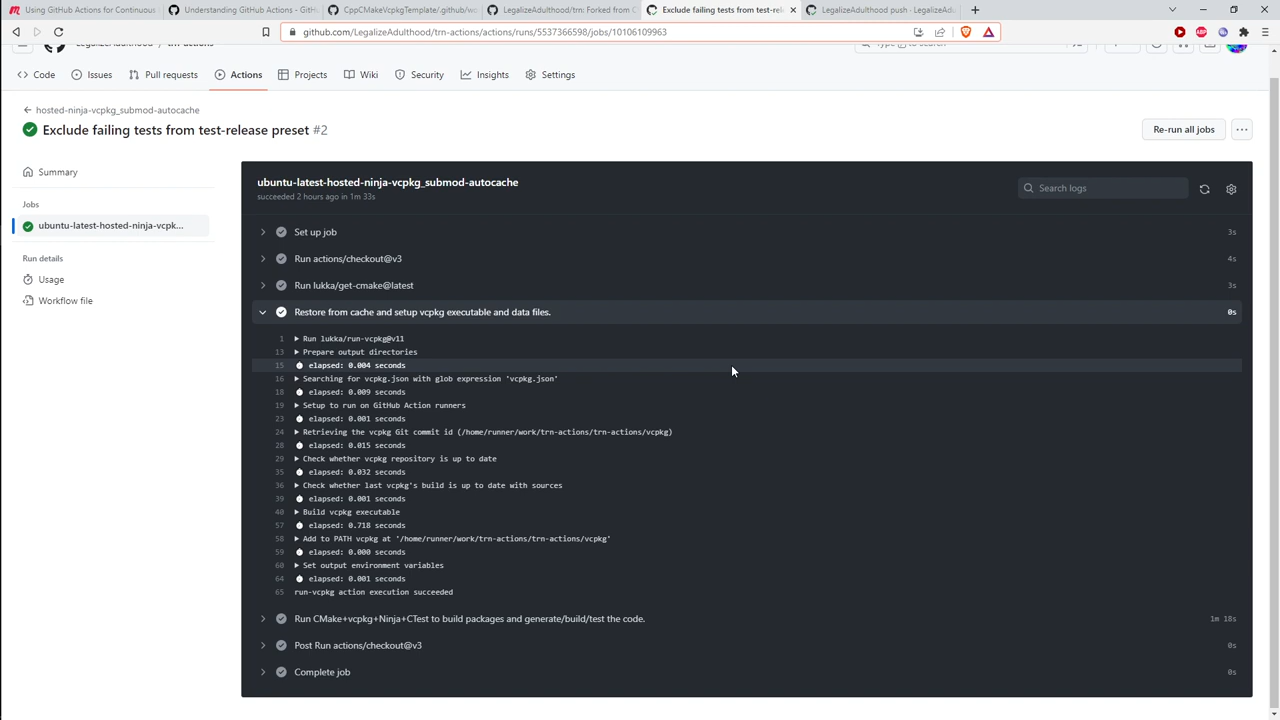 Using GitHub Actions for Continuous
Understanding GitHub Actions - GitH
CppCMakeVcpkgTemplate/.github/wo
LegalizeAdulthood/trn: Forked from C
Exclude failing tests from test-rele
LegalizeAdulthood push · LegalizeAdu
github.com/LegalizeAdulthood/trn-actions/actions/runs/5537366598/jobs/10106109963
LegalizeAdulthood / trn-actions
Type / to search
Code
Issues
Pull requests
Actions
Projects
Wiki
Security
Insights
Settings
hosted-ninja-vcpkg_submod-autocache
Exclude failing tests from test-release preset #2
Re-run all jobs
Summary
Jobs
ubuntu-latest-hosted-ninja-vcpk...
Run details
Usage
Workflow file
ubuntu-latest-hosted-ninja-vcpkg_submod-autocache
succeeded 2 hours ago in 1m 33s
Search logs
Set up job 3s
Run actions/checkout@v3 4s
Run lukka/get-cmake@latest 3s
Restore from cache and setup vcpkg executable and data files. 0s
1 Run lukka/run-vcpkg@v11
13 Prepare output directories
15 elapsed: 0.004 seconds
16 Searching for vcpkg.json with glob expression 'vcpkg.json'
18 elapsed: 0.009 seconds
19 Setup to run on GitHub Action runners
23 elapsed: 0.001 seconds
24 Retrieving the vcpkg Git commit id (/home/runner/work/trn-actions/trn-actions/vcpkg)
28 elapsed: 0.015 seconds
29 Check whether vcpkg repository is up to date
35 elapsed: 0.032 seconds
36 Check whether last vcpkg's build is up to date with sources
39 elapsed: 0.001 seconds
40 Build vcpkg executable
57 elapsed: 0.718 seconds
58 Add to PATH vcpkg at '/home/runner/work/trn-actions/trn-actions/vcpkg'
59 elapsed: 0.000 seconds
60 Set output environment variables
64 elapsed: 0.001 seconds
65 run-vcpkg action execution succeeded
Run CMake+vcpkg+Ninja+CTest to build packages and generate/build/test the code. 1m 18s
Post Run actions/checkout@v3 0s
Complete job 0s